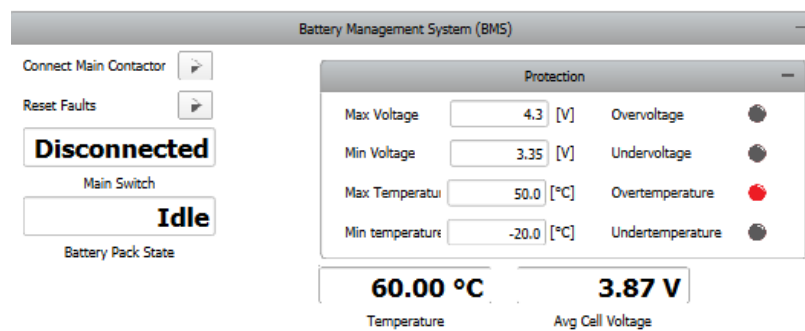 Battery Management System (BMS)
Connect Main Contactor
Reset Faults
Disconnected
Main Switch
Idle
Battery Pack State
Protection
Max Voltage 4.3 [V] Overvoltage
Min Voltage 3.35 [V] Undervoltage
Max Temperatu 50.0 [°C] Overtemperature
Min temperature -20.0 [°C] Undertemperature
60.00 °C 3.87 V
Temperature Avg Cell Voltage